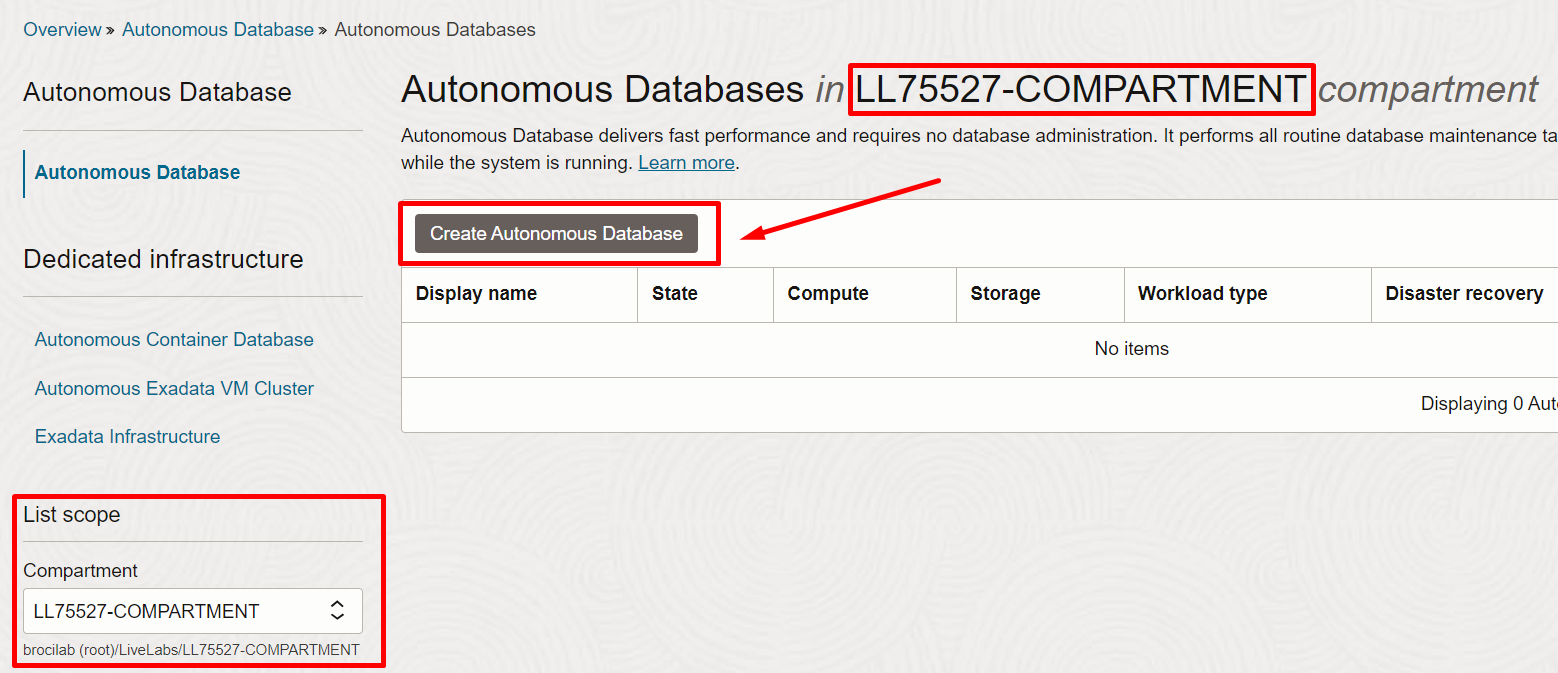 Overview » Autonomous Database » Autonomous Databases
Autonomous Database
Autonomous Database
Dedicated infrastructure
Autonomous Container Database
Autonomous Exadata VM Cluster
Exadata Infrastructure
List scope
Compartment
LL75527-COMPARTMENT
brocilab (root)/LiveLabs/LL75527-COMPARTMENT
Autonomous Databases in LL75527-COMPARTMENT compartment
Autonomous Database delivers fast performance and requires no database administration. It performs all routine database maintenance ta
while the system is running. Learn more.
Create Autonomous Database
Display name State Compute Storage Workload type Disaster recovery
No items
Displaying 0 Aut